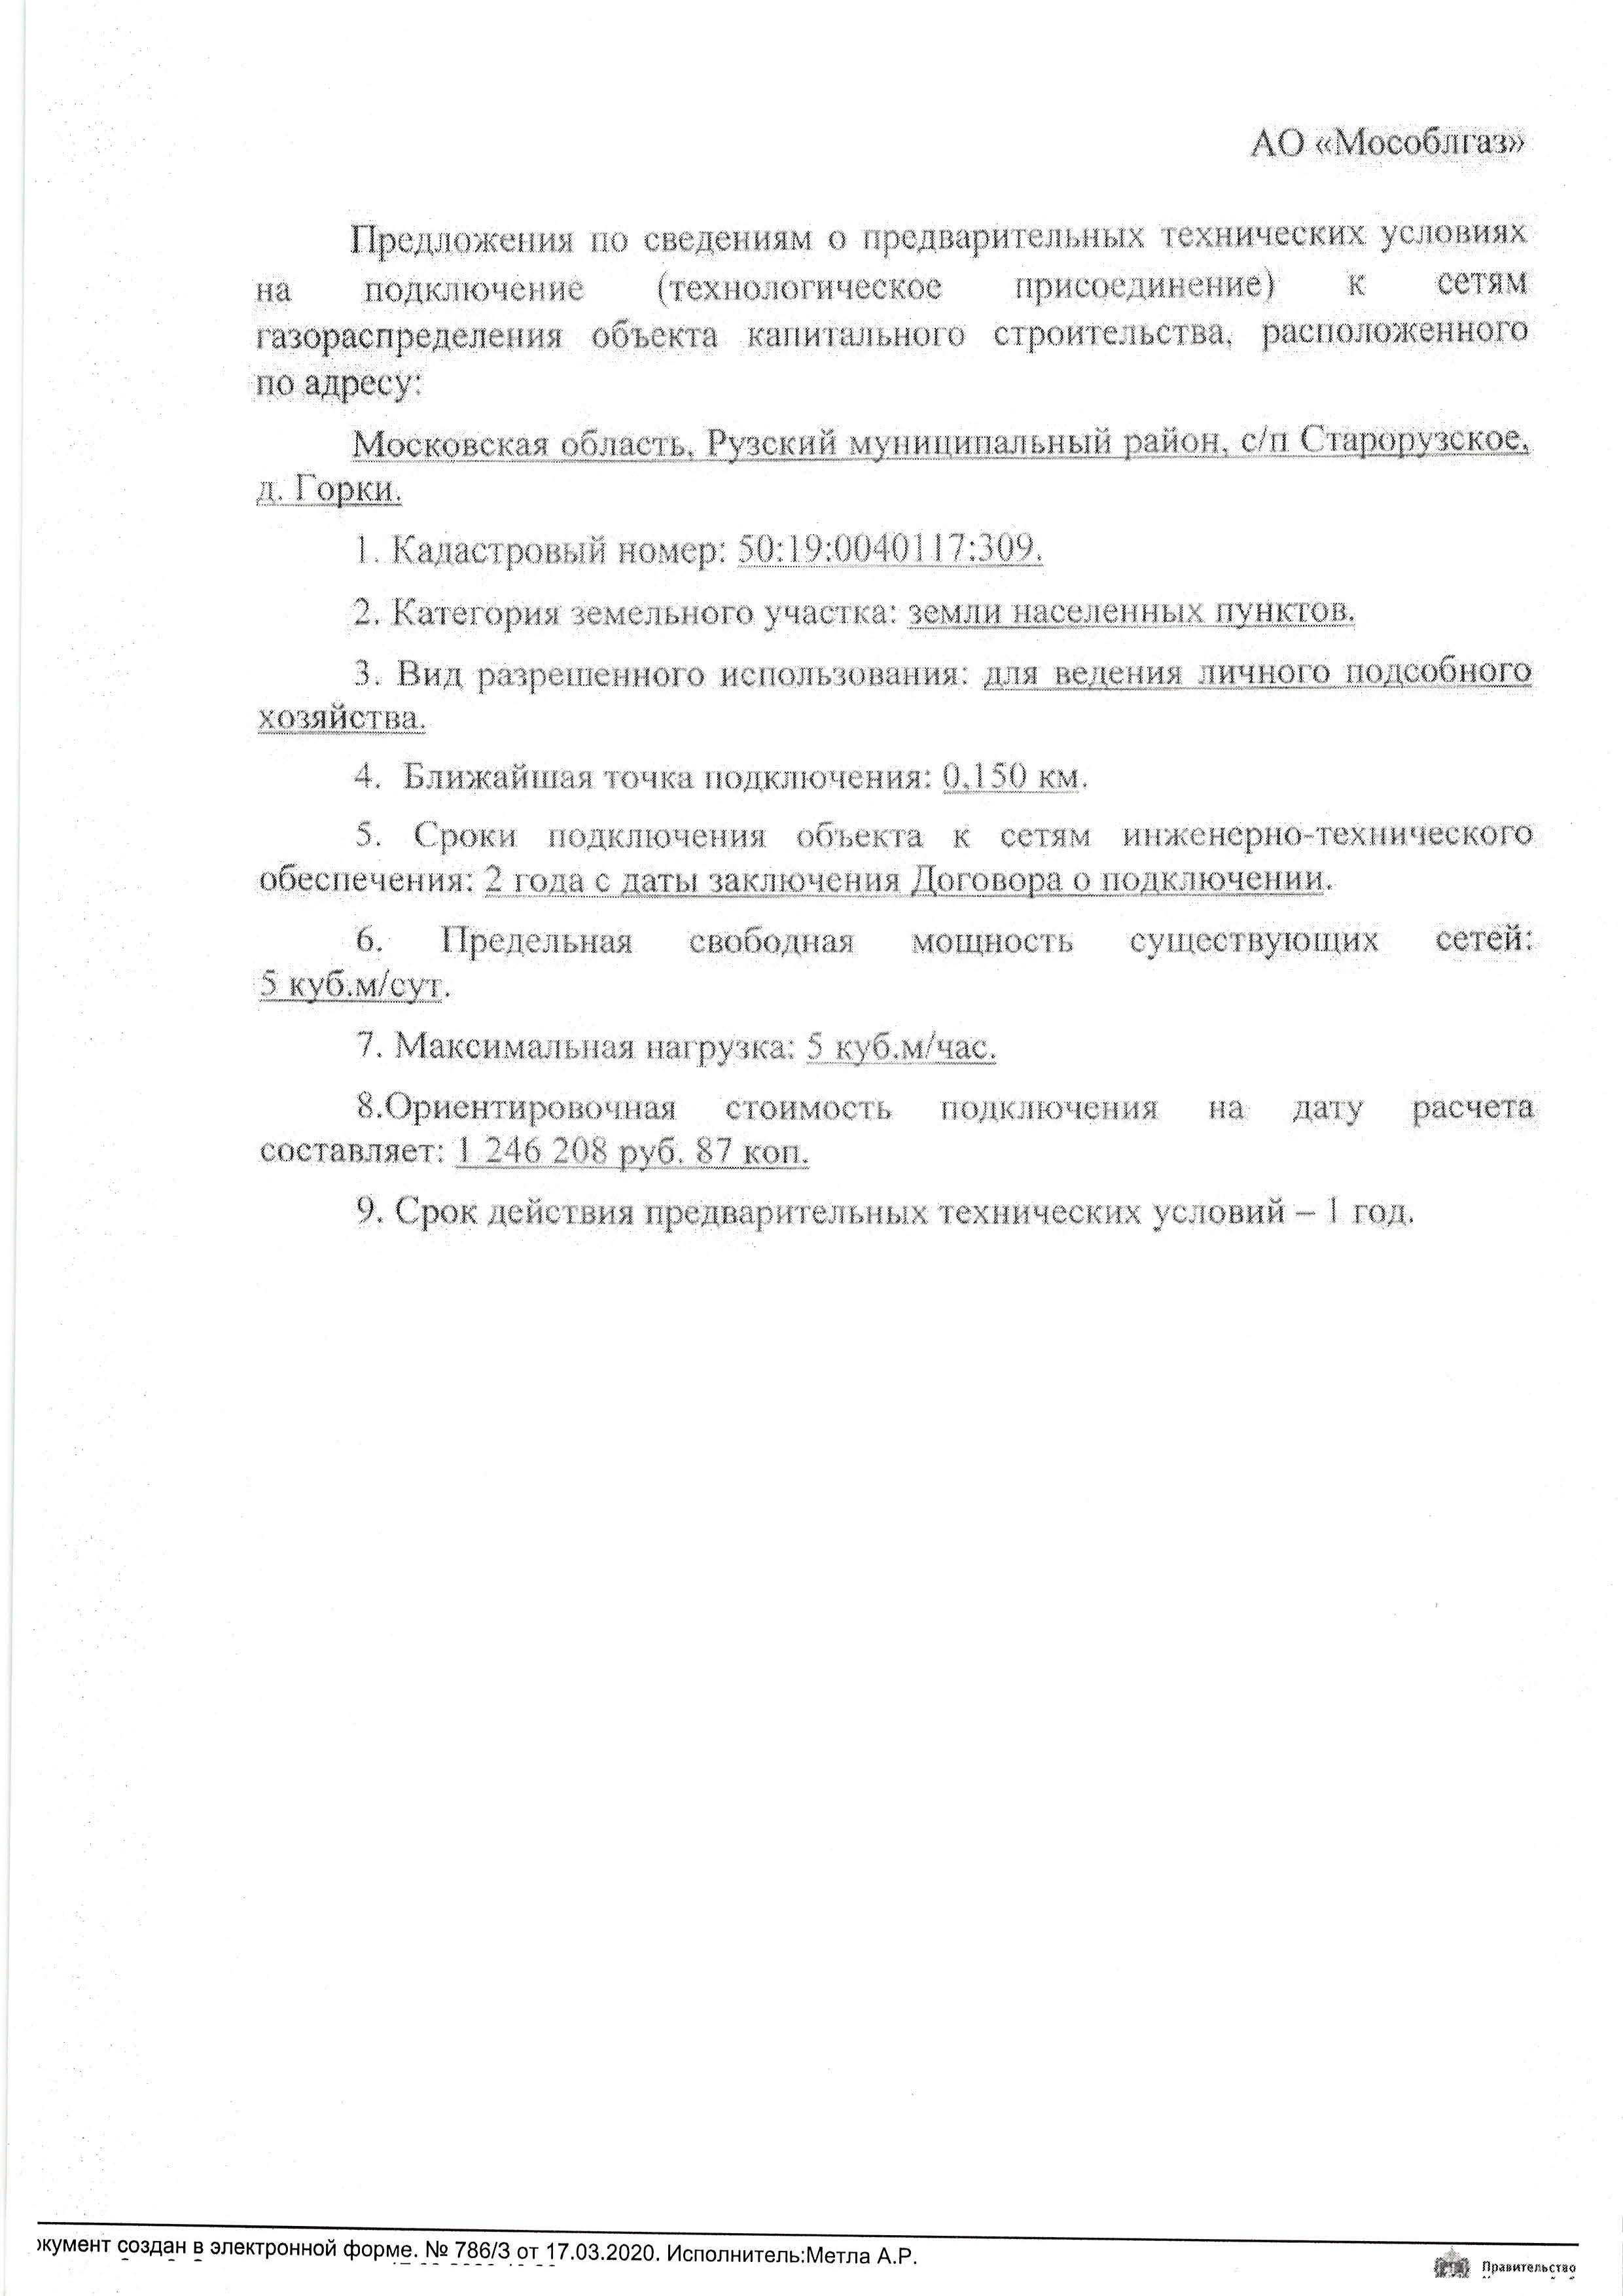 АО «Мособлгаз»
Предложения по сведениям о предварительных технических условиях
на подключение (технологическое присоединение) к сетям
газораспределения объекта капитального строительства, расположенного
по адресу:
Московская область, Рузский муниципальный район, с/п Старорузское,
д. Горки.
1. Кадастровый номер: 50:19:0040117:309.
2. Категория земельного участка: земли населенных пунктов.
3. Вид разрешенного использования: для ведения личного подсобного
хозяйства.
4. Ближайшая точка подключения: 0,150 км.
5. Сроки подключения объекта к сетям инженерно-технического
обеспечения: 2 года с даты заключения Договора о подключении.
6. Предельная свободная мощность существующих сетей:
5 куб.м/сут.
7. Максимальная нагрузка: 5 куб.м/час.
8.Ориентировочная стоимость подключения на дату расчета
составляет: 1 246 208 руб. 87 коп.
9. Срок действия предварительных технических условий – 1 год.
окумент создан в электронной форме. № 786/3 от 17.03.2020. Исполнитель:Метла А.Р.
Правительство